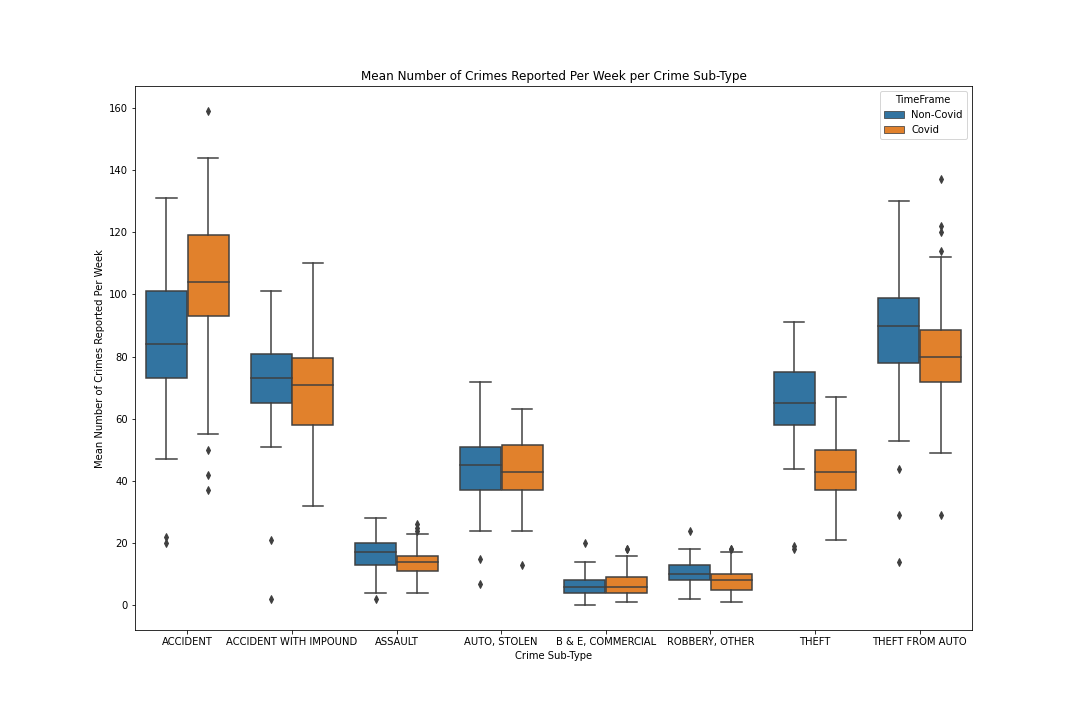 Mean Number of Crimes Reported Per Week per Crime Sub-Type
TimeFrame
Non-Covid
Covid
160
140
120
100
80
60
40
20
0
Mean Number of Crimes Reported Per Week
ACCIDENT ACCIDENT WITH IMPOUND ASSAULT AUTO, STOLEN B & E, COMMERCIAL ROBBERY, OTHER THEFT THEFT FROM AUTO
Crime Sub-Type